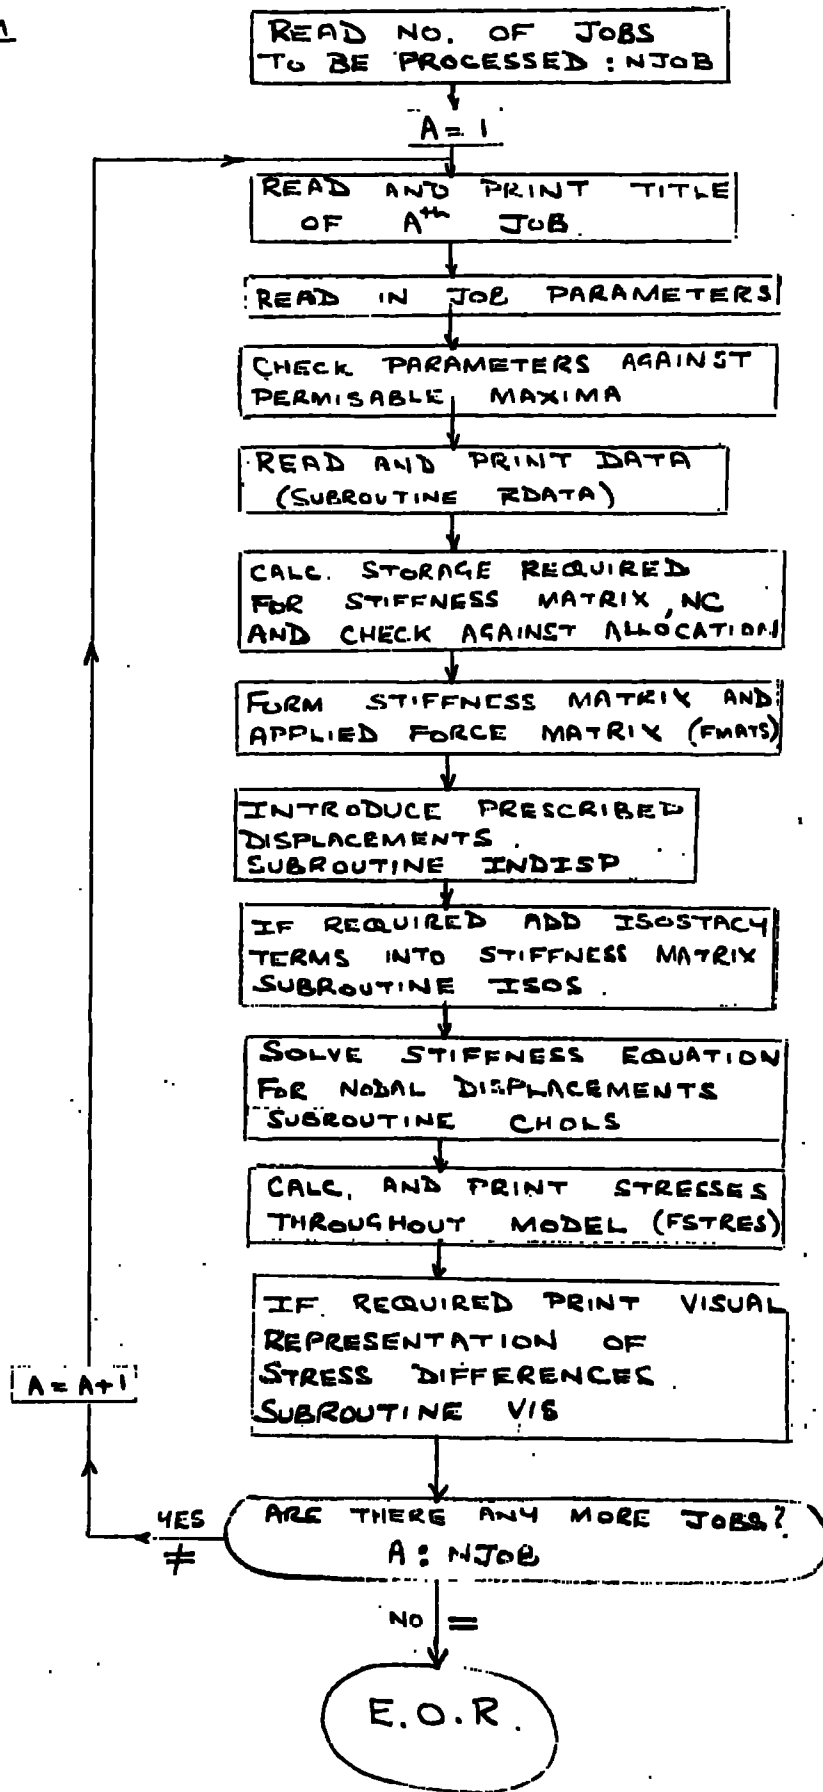 READ NO. OF JOBS
TO BE PROCESSED : NJOB
A = 1
READ AND PRINT TITLE
OF Ath JOB
READ IN JOB PARAMETERS
CHECK PARAMETERS AGAINST
PERMISABLE MAXIMA
READ AND PRINT DATA
(SUBROUTINE RDATA)
CALC. STORAGE REQUIRED
FOR STIFFNESS MATRIX, NC
AND CHECK AGAINST ALLOCATION
FORM STIFFNESS MATRIX AND
APPLIED FORCE MATRIX (FMATS)
INTRODUCE PRESCRIBED
DISPLACEMENTS.
SUBROUTINE INDISP
IF REQUIRED ADD ISOSTACY
TERMS INTO STIFFNESS MATRIX
SUBROUTINE ISOS.
SOLVE STIFFNESS EQUATION
FOR NODAL DISPLACEMENTS
SUBROUTINE CHOLS
CALC. AND PRINT STRESSES
THROUGHOUT MODEL (FSTRES)
IF REQUIRED PRINT VISUAL
REPRESENTATION OF
STRESS DIFFERENCES
SUBROUTINE VIS
A = A+1
ARE THERE ANY MORE JOBS?
A : NJOB
YES
≠
NO =
E.O.R.